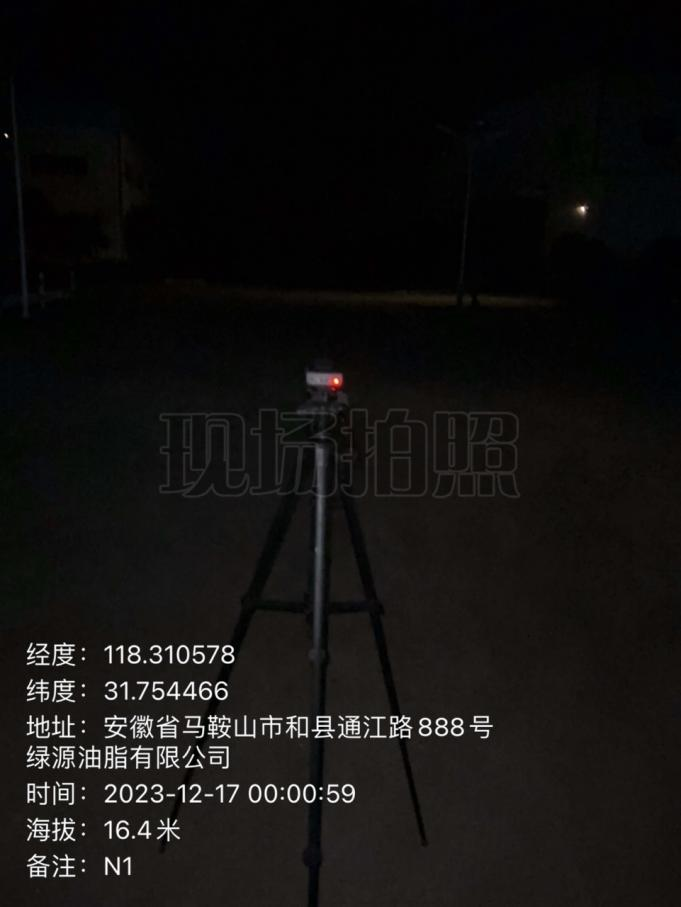 现场拍照
经度：118.310578
纬度：31.754466
地址：安徽省马鞍山市和县通江路888号
绿源油脂有限公司
时间：2023-12-17 00:00:59
海拔：16.4米
备注：N1